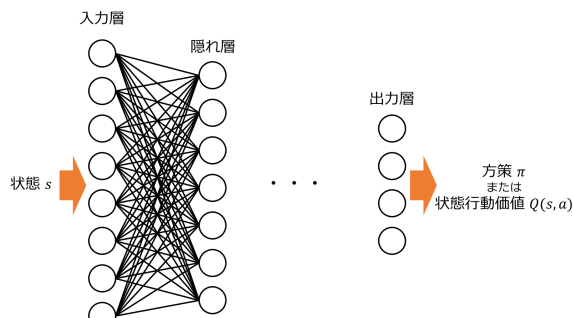 入力層
隠れ層
出力層
状態 s
・・・
方策 π
または
状態行動価値 Q(s,a)